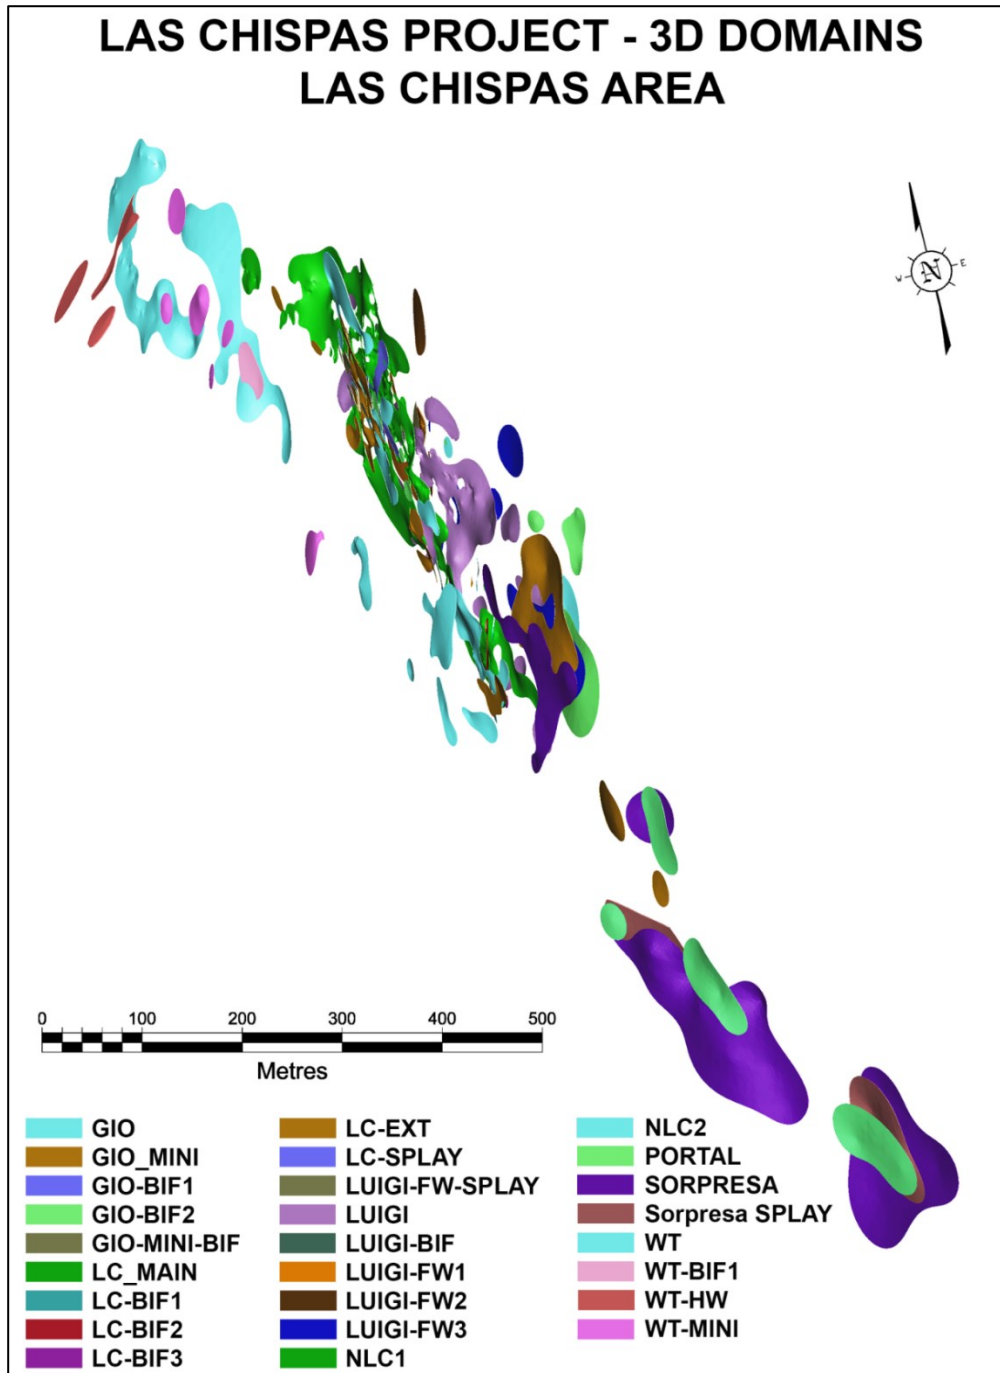 LAS CHISPAS PROJECT - 3D DOMAINS
LAS CHISPAS AREA
N
W
E
0 100 200 300 400 500
Metres
GIO
GIO_MINI
GIO-BIF1
GIO-BIF2
GIO-MINI-BIF
LC_MAIN
LC-BIF1
LC-BIF2
LC-BIF3
LC-EXT
LC-SPLAY
LUIGI-FW-SPLAY
LUIGI
LUIGI-BIF
LUIGI-FW1
LUIGI-FW2
LUIGI-FW3
NLC1
NLC2
PORTAL
SORPRESA
Sorpresa SPLAY
WT
WT-BIF1
WT-HW
WT-MINI